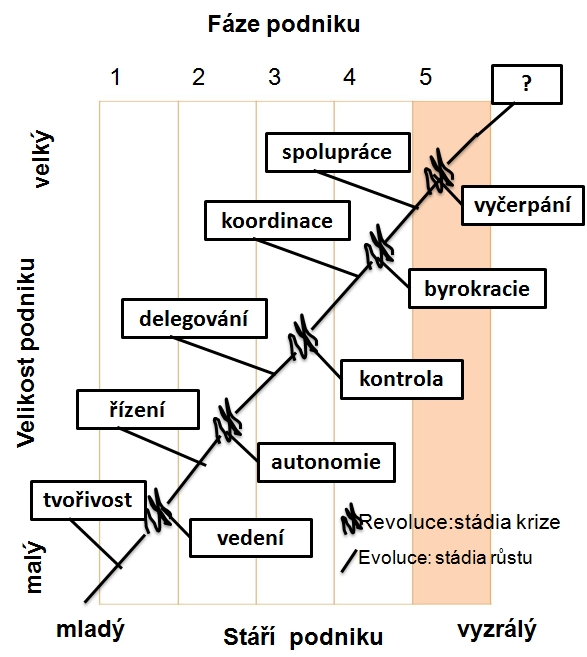 Fáze podniku
1 2 3 4 5 ?
velký
spolupráce
vyčerpání
koordinace
byrokracie
Velikost podniku
delegování
kontrola
řízení
autonomie
tvořivost
vedení
Revoluce:stádia krize
Evoluce: stádia růstu
malý
mladý Stáří podniku vyzrálý